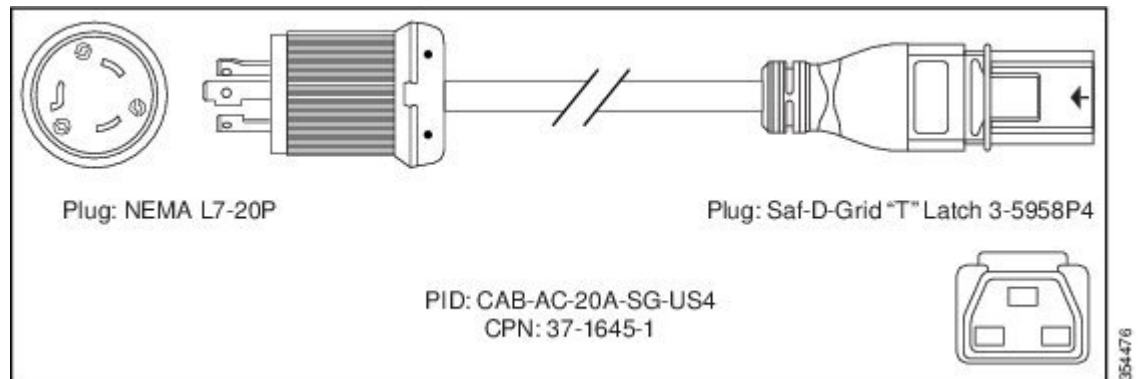 Plug: NEMA L7-20P
Plug: Saf-D-Grid “T” Latch 3-5958P4
PID: CAB-AC-20A-SG-US4
CPN: 37-1645-1
354476